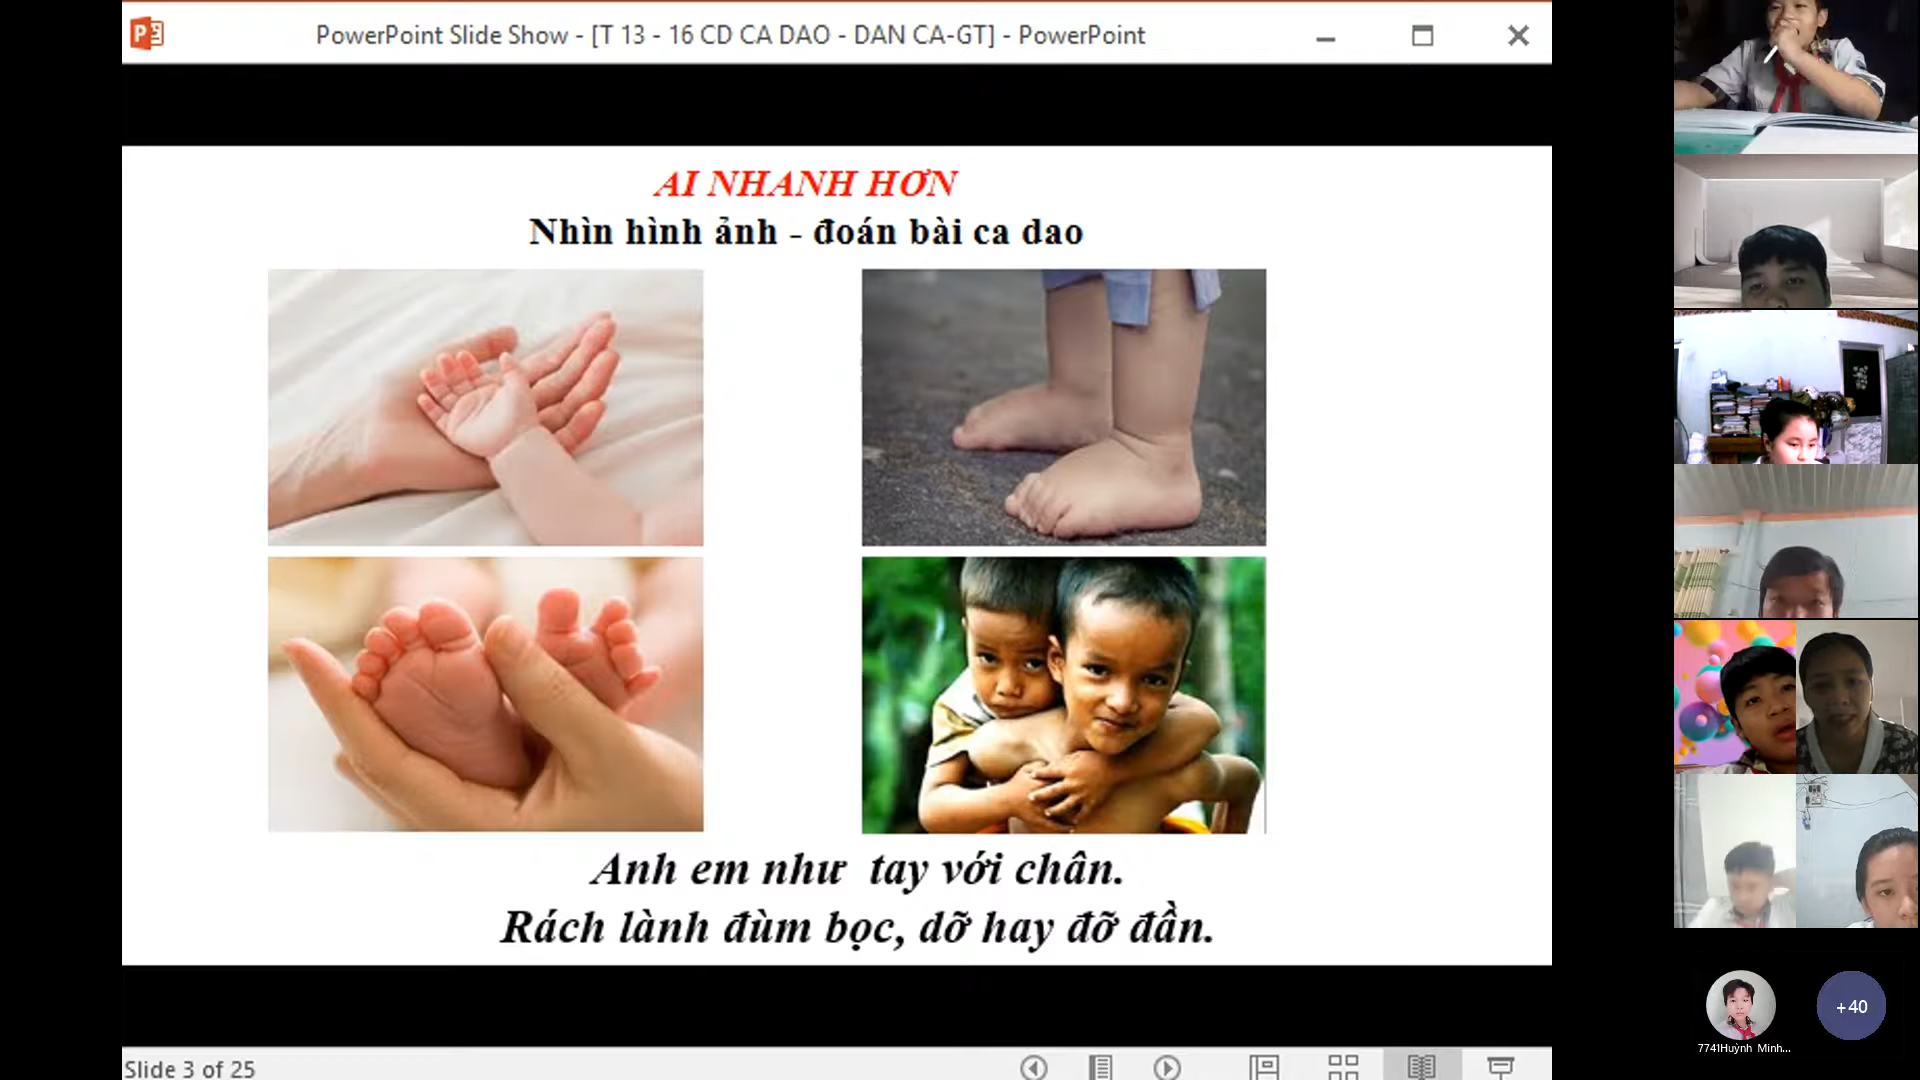 PowerPoint Slide Show - [T 13 - 16 CD CA DAO - DAN CA-GT] - PowerPoint
AI NHANH HƠN
Nhìn hình ảnh - đoán bài ca dao
Anh em như tay với chân.
Rách lành đùm bọc, dỡ hay đỡ đần.
7741Huỳnh Minh...
+40
Slide 3 of 25